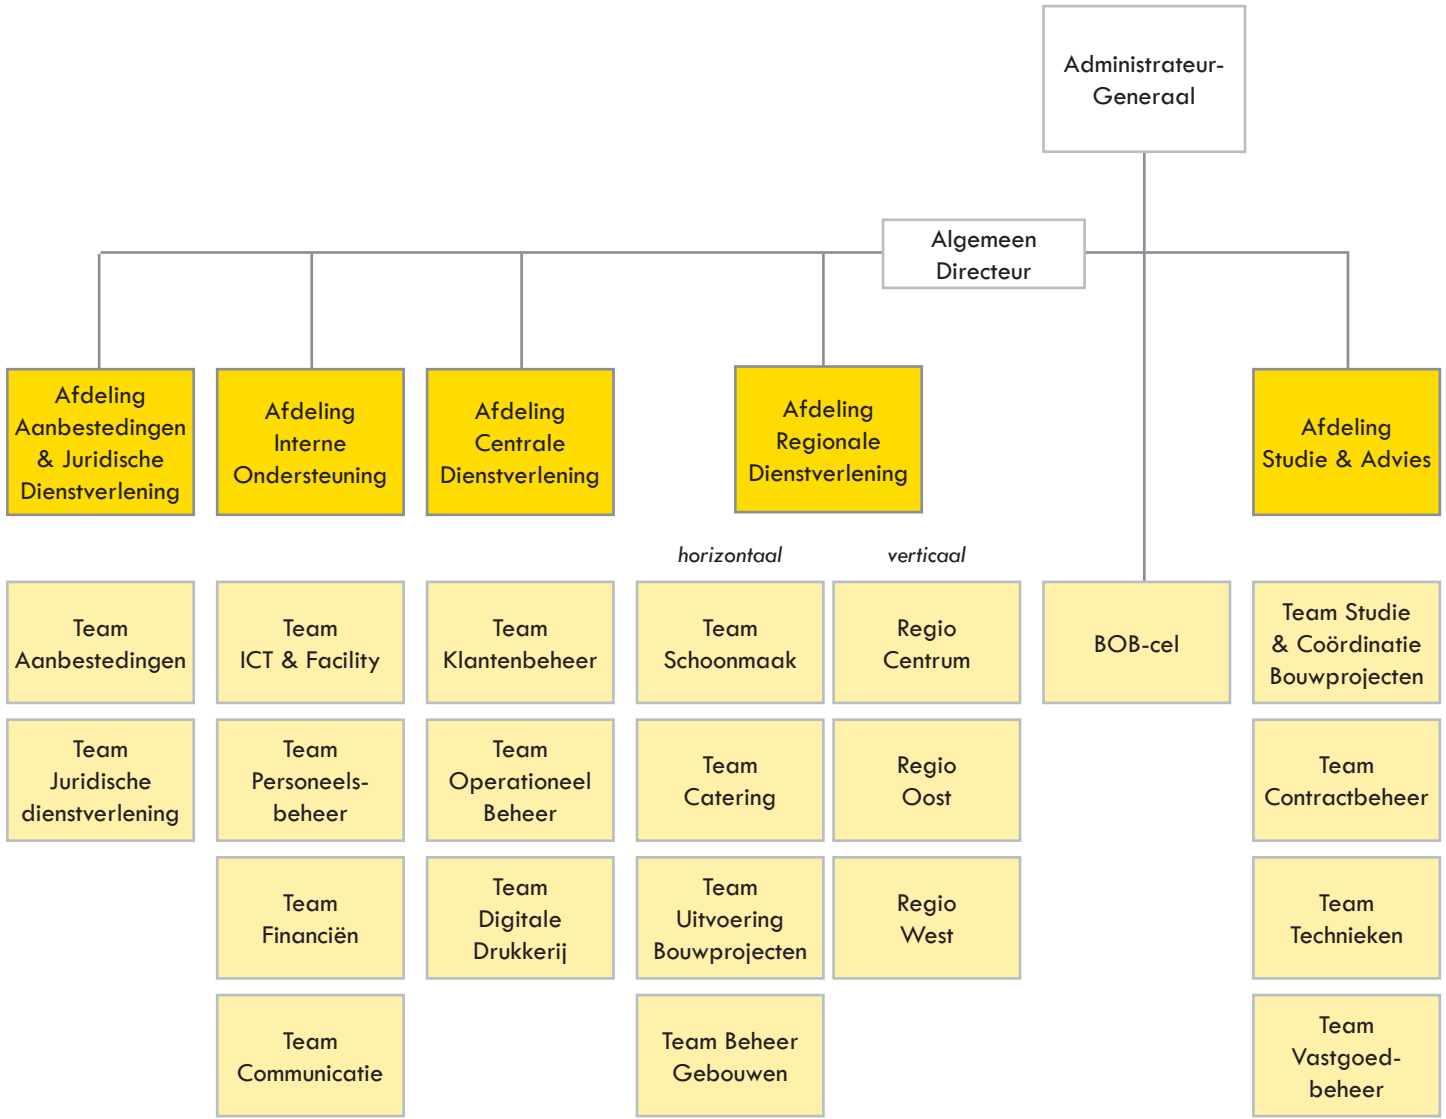 Administrateur-
Generaal
Algemeen
Directeur
Afdeling
Aanbestedingen
& Juridische
Dienstverlening
Afdeling
Interne
Ondersteuning
Afdeling
Centrale
Dienstverlening
Afdeling
Regionale
Dienstverlening
Afdeling
Studie & Advies
horizontaal
verticaal
Team
Aanbestedingen
Team
ICT & Facility
Team
Klantenbeheer
Team
Schoonmaak
Regio
Centrum
BOB-cel
Team Studie
& Coördinatie
Bouwprojecten
Team
Juridische
dienstverlening
Team
Personeels-
beheer
Team
Operationeel
Beheer
Team
Catering
Regio
Oost
Team
Contractbeheer
Team
Financiën
Team
Digitale
Drukkerij
Team
Uitvoering
Bouwprojecten
Regio
West
Team
Technieken
Team
Communicatie
Team Beheer
Gebouwen
Team
Vastgoed-
beheer